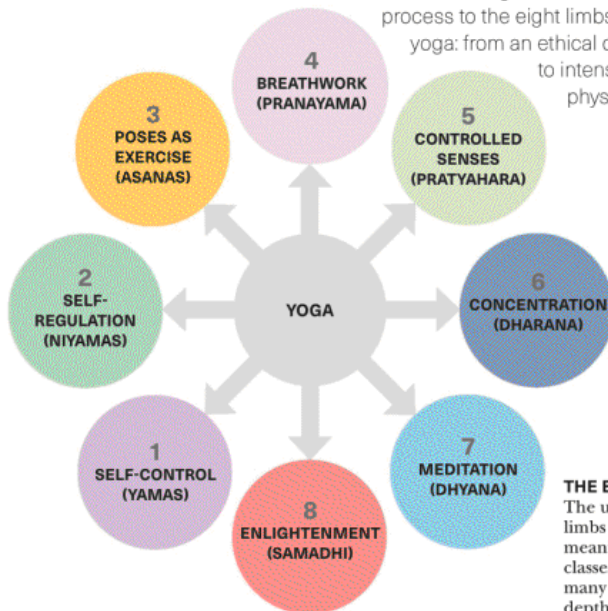 process to the eight limbs
yoga: from an ethical
to intens
phys
4
BREATHWORK
(PRANAYAMA)
3
POSES AS
EXERCISE
(ASANAS)
5
CONTROLLED
SENSES
(PRATYAHARA)
2
SELF-
REGULATION
(NIYAMAS)
YOGA
6
CONCENTRATION
(DHARANA)
1
SELF-CONTROL
(YAMAS)
7
MEDITATION
(DHYANA)
8
ENLIGHTENMENT
(SAMADHI)
THE E
The u
limbs
mean
classe
many
depth